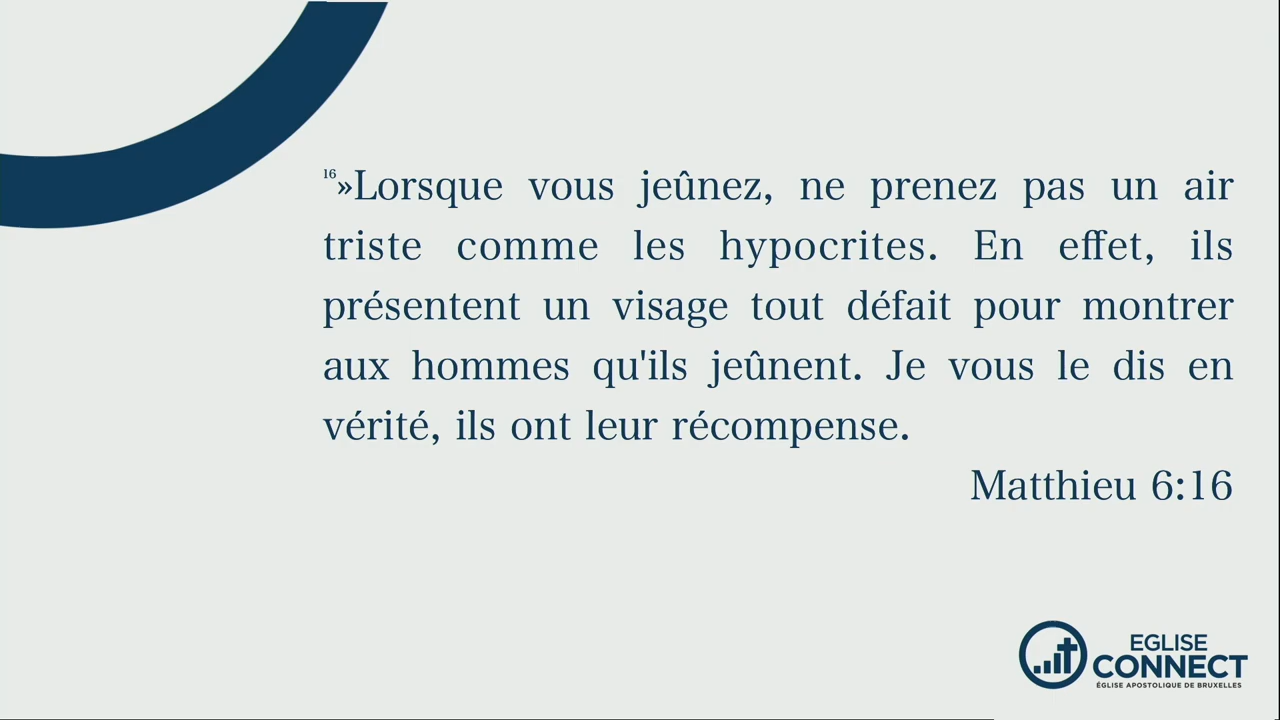 16»Lorsque vous jeûnez, ne prenez pas un air
triste comme les hypocrites. En effet, ils
présentent un visage tout défait pour montrer
aux hommes qu'ils jeûnent. Je vous le dis en
vérité, ils ont leur récompense.
Matthieu 6:16
EGLISE
CONNECT
ÉGLISE APOSTOLIQUE DE BRUXELLES